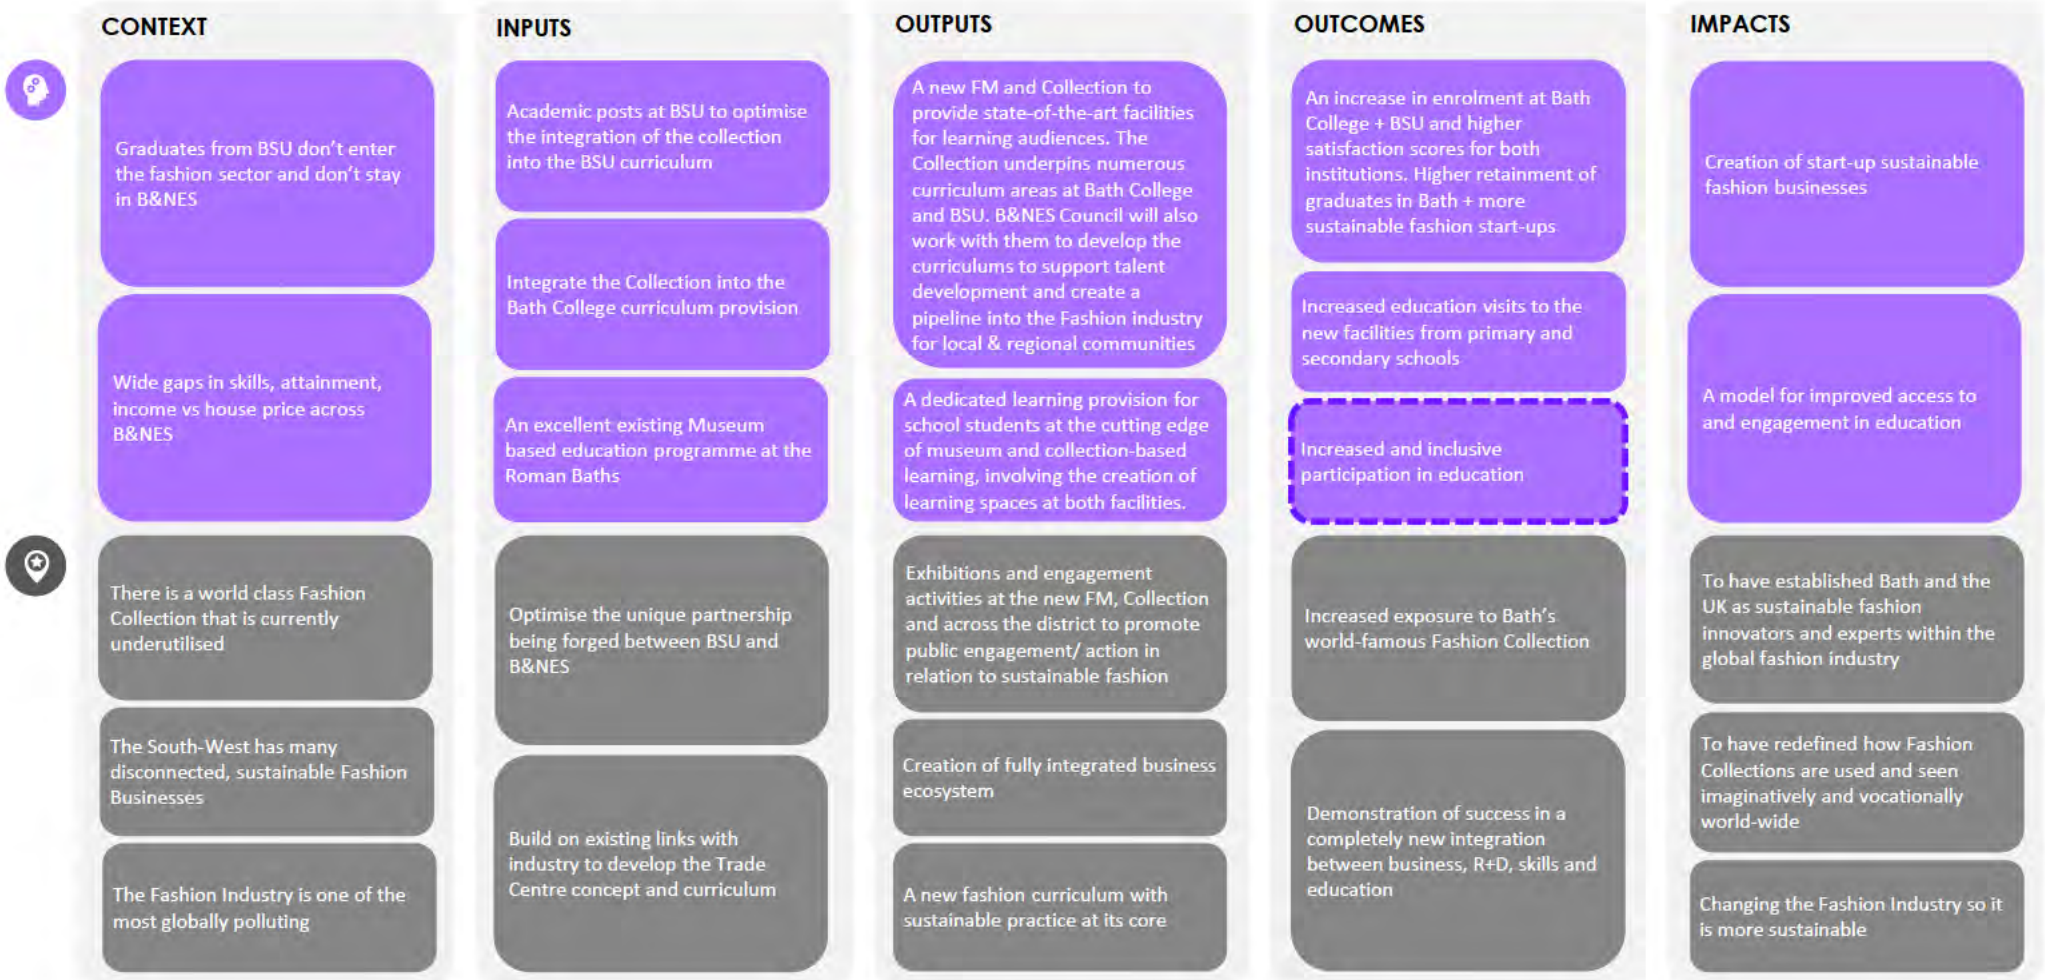 CONTEXT
Graduates from BSU don't enter
the fashion sector and don't stay
in B&NES
Wide gaps in skills, attainment,
income vs house price across
B&NES
There is a world class Fashion
Collection that is currently
underutilised
The South-West has many
disconnected, sustainable Fashion
Businesses
The Fashion Industry is one of the
most globally polluting
INPUTS
Academic posts at BSU to optimise
the integration of the collection
into the BSU curriculum
Integrate the Collection into the
Bath College curriculum provision
An excellent existing Museum
based education programme at the
Roman Baths
Optimise the unique partnership
being forged between BSU and
B&NES
Build on existing links with
industry to develop the Trade
Centre concept and curriculum
OUTPUTS
A new FM and Collection to
provide state-of-the-art facilities
for learning audiences. The
Collection underpins numerous
curriculum areas at Bath College
and BSU. B&NES Council will also
work with them to develop the
curriculums to support talent
development and create a
pipeline into the Fashion industry
for local & regional communities
A dedicated learning provision for
school students at the cutting edge
of museum and collection-based
learning, involving the creation of
learning spaces at both facilities.
Exhibitions and engagement
activities at the new FM, Collection
and across the district to promote
public engagement/ action in
relation to sustainable fashion
Creation of fully integrated business
ecosystem
A new fashion curriculum with
sustainable practice at its core
OUTCOMES
An increase in enrolment at Bath
College + BSU and higher
satisfaction scores for both
institutions. Higher retainment of
graduates in Bath + more
sustainable fashion start-ups
Increased education visits to the
new facilities from primary and
secondary schools
Increased and inclusive
participation in education
Increased exposure to Bath's
world-famous Fashion Collection
Demonstration of success in a
completely new integration
between business, R+D, skills and
education
IMPACTS
Creation of start-up sustainable
fashion businesses
A model for improved access to
and engagement in education
To have established Bath and the
UK as sustainable fashion
innovators and experts within the
global fashion industry
To have redefined how Fashion
Collections are used and seen
imaginatively and vocationally
world-wide
Changing the Fashion Industry so it
is more sustainable